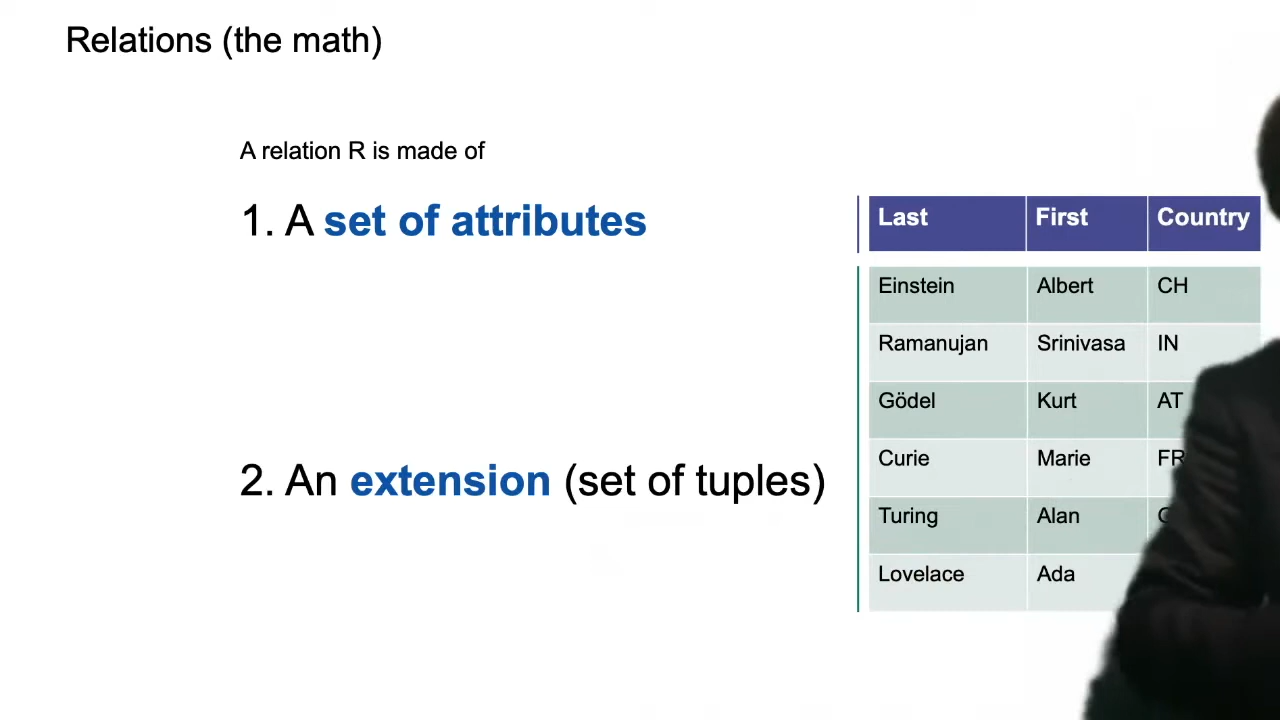 Relations (the math)
A relation R is made of
1. A set of attributes
2. An extension (set of tuples)
Last First Country
Einstein Albert CH
Ramanujan Srinivasa IN
Gödel Kurt AT
Curie Marie FR
Turing Alan
Lovelace Ada